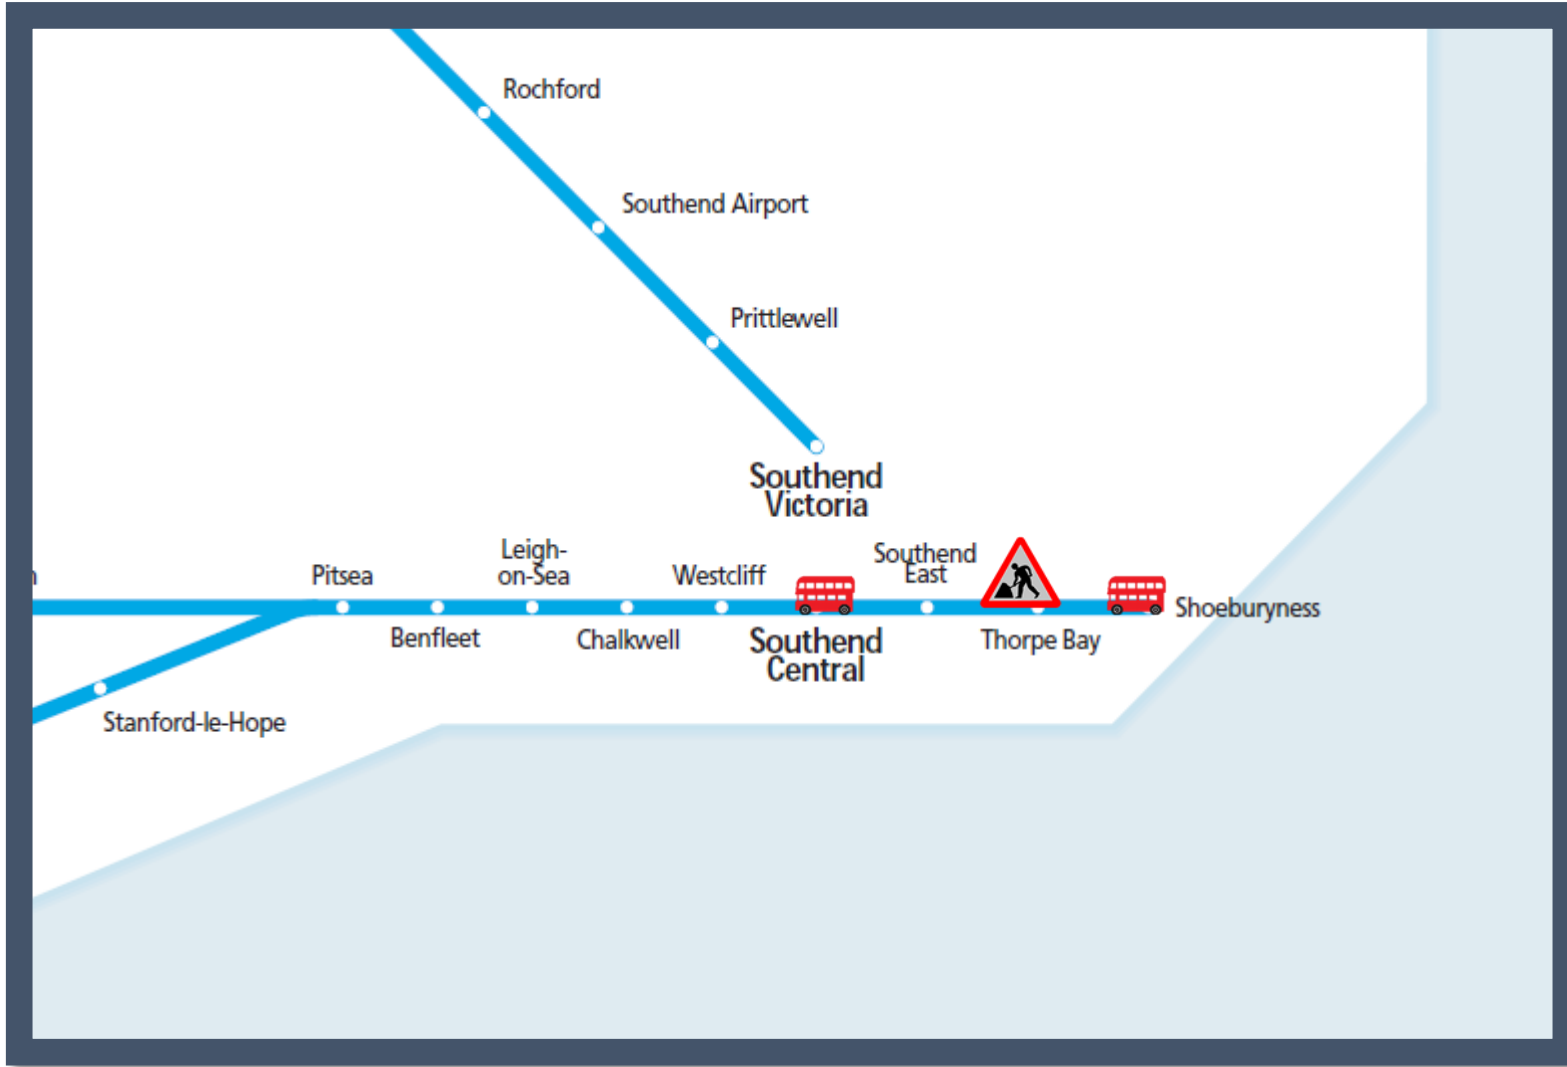 Rochford
Southend Airport
Prittlewell
Southend
Victoria
Leigh-
on-Sea
Southend
East
Pitsea
Westcliff
Shoeburyness
Benfleet
Chalkwell
Southend
Central
Thorpe Bay
Stanford-le-Hope